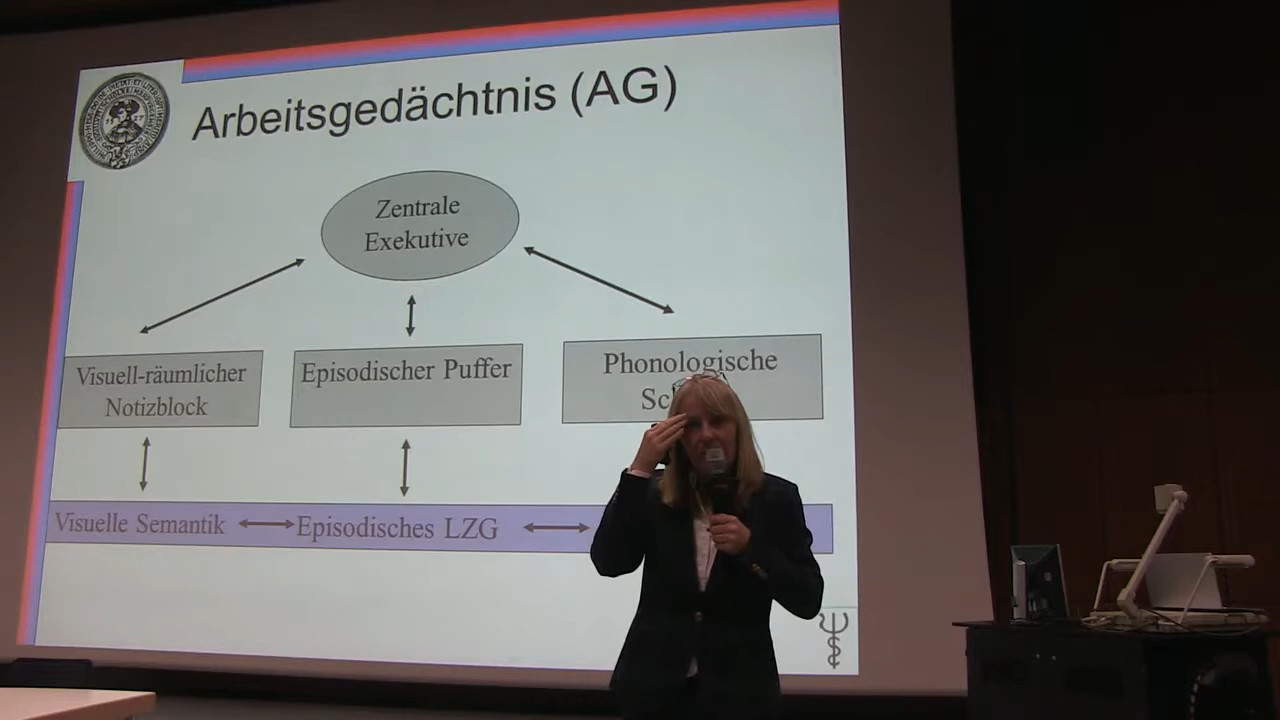 Arbeitsgedächtnis (AG)
Zentrale
Exekutive
Visuell-räumlicher
Notizblock
Episodischer Puffer
Phonologische
Visuelle Semantik
Episodisches LZG